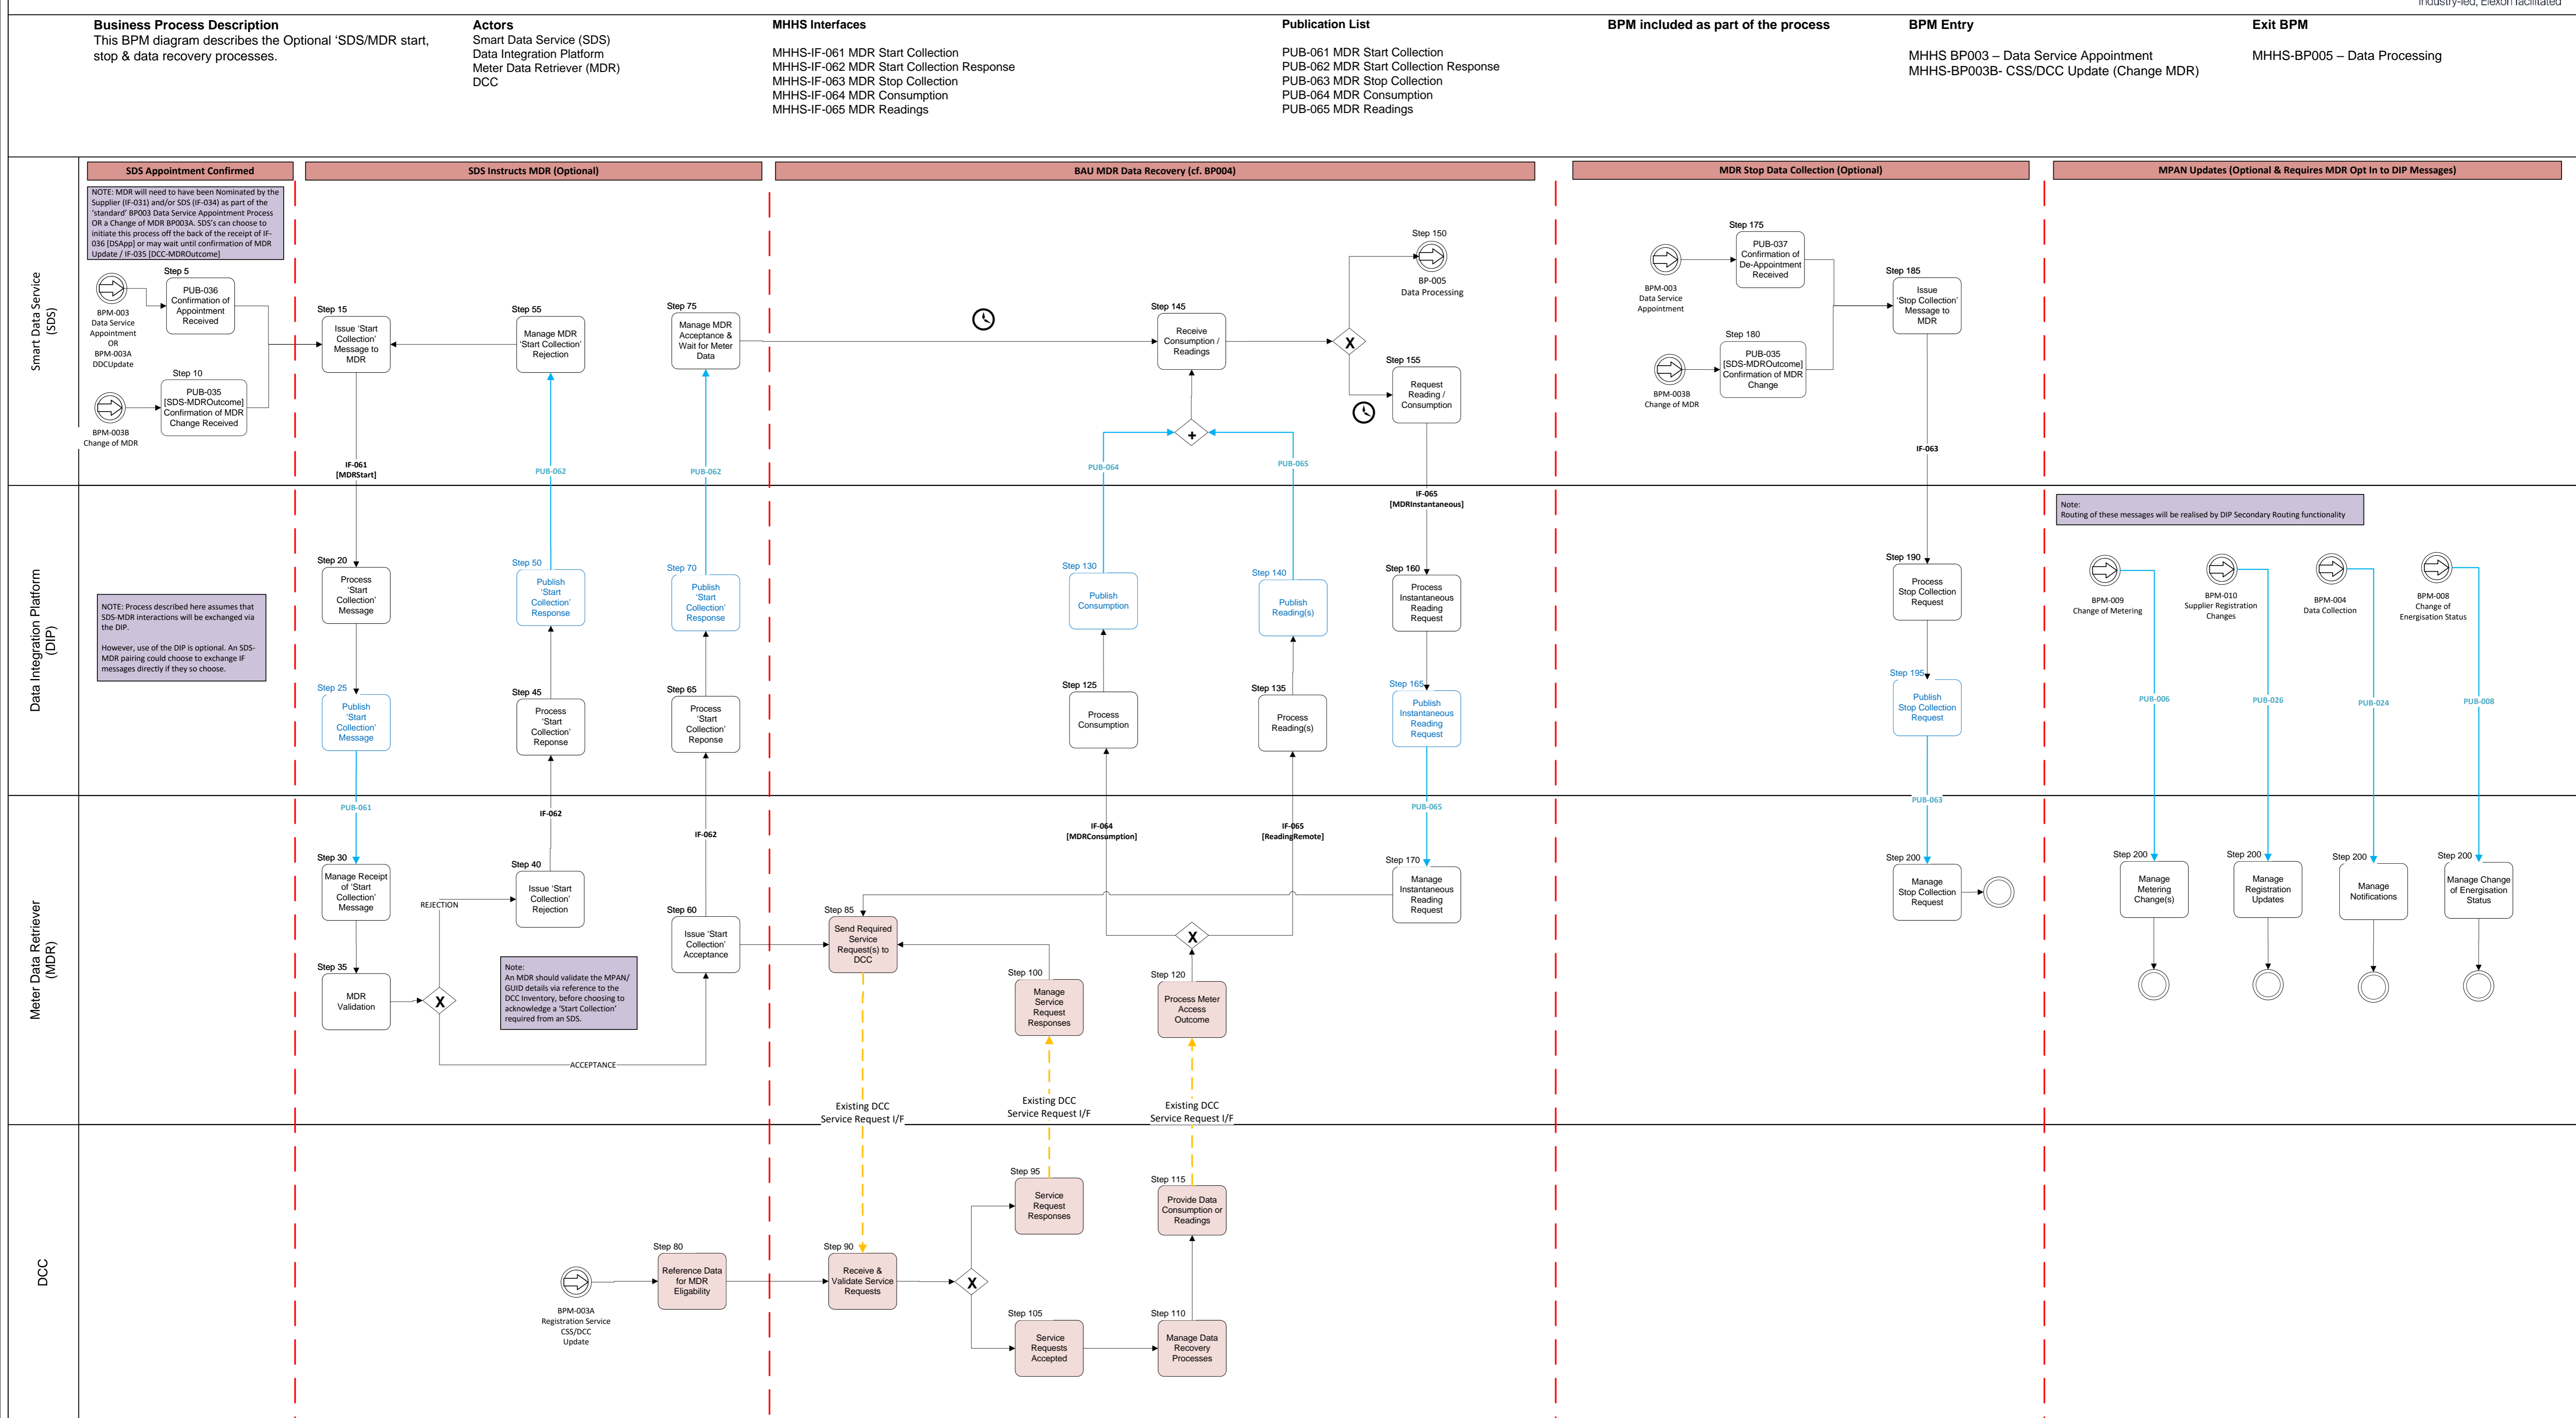 Industry-led, Elexon facilitated
Business Process Description
This BPM diagram describes the Optional ‘SDS/MDR start,
stop & data recovery processes.
Actors
Smart Data Service (SDS)
Data Integration Platform
Meter Data Retriever (MDR)
DCC
MHHS Interfaces
MHHS-IF-061 MDR Start Collection
MHHS-IF-062 MDR Start Collection Response
MHHS-IF-063 MDR Stop Collection
MHHS-IF-064 MDR Consumption
MHHS-IF-065 MDR Readings
Publication List
PUB-061 MDR Start Collection
PUB-062 MDR Start Collection Response
PUB-063 MDR Stop Collection
PUB-064 MDR Consumption
PUB-065 MDR Readings
BPM included as part of the process
BPM Entry
MHHS BP003 – Data Service Appointment
MHHS-BP003B- CSS/DCC Update (Change MDR)
Exit BPM
MHHS-BP005 – Data Processing
SDS Appointment Confirmed
SDS Instructs MDR (Optional)
BAU MDR Data Recovery (cf. BP004)
MDR Stop Data Collection (Optional)
MPAN Updates (Optional & Requires MDR Opt In to DIP Messages)
Smart Data Service
(SDS)
NOTE: MDR will need to have been Nominated by the
Supplier (IF-031) and/or SDS (IF-034) as part of the
‘standard’ BP003 Data Service Appointment Process
OR a Change of MDR BP003A. SDS’s can choose to
initiate this process off the back of the receipt of IF-
036 [DSApp] or may wait until confirmation of MDR
Update / IF-035 [DCC-MDROutcome]
BPM-003
Data Service
Appointment
OR
BPM-003A
DDCUpdate
Step 5
PUB-036
Confirmation of
Appointment
Received
BPM-003B
Change of MDR
Step 10
PUB-035
[SDS-MDROutcome]
Confirmation of MDR
Change Received
Step 15
Issue ‘Start
Collection’
Message to
MDR
Step 55
Manage MDR
‘Start Collection’
Rejection
Step 75
Manage MDR
Acceptance &
Wait for Meter
Data
Step 145
Receive
Consumption /
Readings
X
Step 150
BP-005
Data Processing
Step 155
Request
Reading /
Consumption
+
BPM-003
Data Service
Appointment
Step 175
PUB-037
Confirmation of
De-Appointment
Received
BPM-003B
Change of MDR
Step 180
PUB-035
[SDS-MDROutcome]
Confirmation of MDR
Change
Step 185
Issue
‘Stop Collection’
Message to
MDR
IF-061
[MDRStart]
PUB-062
PUB-062
PUB-064
PUB-065
IF-065
[MDRInstantaneous]
IF-063
Data Integration Platform
(DIP)
NOTE: Process described here assumes that
SDS-MDR interactions will be exchanged via
the DIP.
However, use of the DIP is optional. An SDS-
MDR pairing could choose to exchange IF
messages directly if they so choose.
Step 20
Process
‘Start
Collection’
Message
Step 25
Publish
‘Start
Collection’
Message
Step 50
Publish
‘Start
Collection’
Response
Step 45
Process
‘Start
Collection’
Reponse
Step 70
Publish
‘Start
Collection’
Response
Step 65
Process
‘Start
Collection’
Reponse
Step 130
Publish
Consumption
Step 125
Process
Consumption
Step 140
Publish
Reading(s)
Step 135
Process
Reading(s)
Step 160
Process
Instantaneous
Reading
Request
Step 165
Publish
Instantaneous
Reading
Request
Step 190
Process
Stop Collection
Request
Step 195
Publish
Stop Collection
Request
Note:
Routing of these messages will be realised by DIP Secondary Routing functionality
BPM-009
Change of Metering
BPM-010
Supplier Registration
Changes
BPM-004
Data Collection
BPM-008
Change of
Energisation Status
PUB-006
PUB-026
PUB-024
PUB-008
PUB-061
IF-062
IF-062
IF-064
[MDRConsumption]
IF-065
[ReadingRemote]
PUB-065
PUB-063
Meter Data Retriever
(MDR)
Step 30
Manage Receipt
of ‘Start
Collection’
Message
Step 35
MDR
Validation
X
REJECTION
ACCEPTANCE
Step 40
Issue ‘Start
Collection’
Rejection
Note:
An MDR should validate the MPAN/
GUID details via reference to the
DCC Inventory, before choosing to
acknowledge a ‘Start Collection’
required from an SDS.
Step 60
Issue ‘Start
Collection’
Acceptance
Step 85
Send Required
Service
Request(s) to
DCC
Step 100
Manage
Service
Request
Responses
X
Step 120
Process Meter
Access
Outcome
Step 170
Manage
Instantaneous
Reading
Request
Step 200
Manage
Stop Collection
Request
Step 200
Manage
Metering
Change(s)
Step 200
Manage
Registration
Updates
Step 200
Manage
Notifications
Step 200
Manage Change
of Energisation
Status
Existing DCC
Service Request I/F
Existing DCC
Service Request I/F
Existing DCC
Service Request I/F
DCC
BPM-003A
Registration Service
CSS/DCC
Update
Step 80
Reference Data
for MDR
Eligability
Step 90
Receive &
Validate Service
Requests
X
Step 95
Service
Request
Responses
Step 105
Service
Requests
Accepted
Step 110
Manage Data
Recovery
Processes
Step 115
Provide Data
Consumption or
Readings